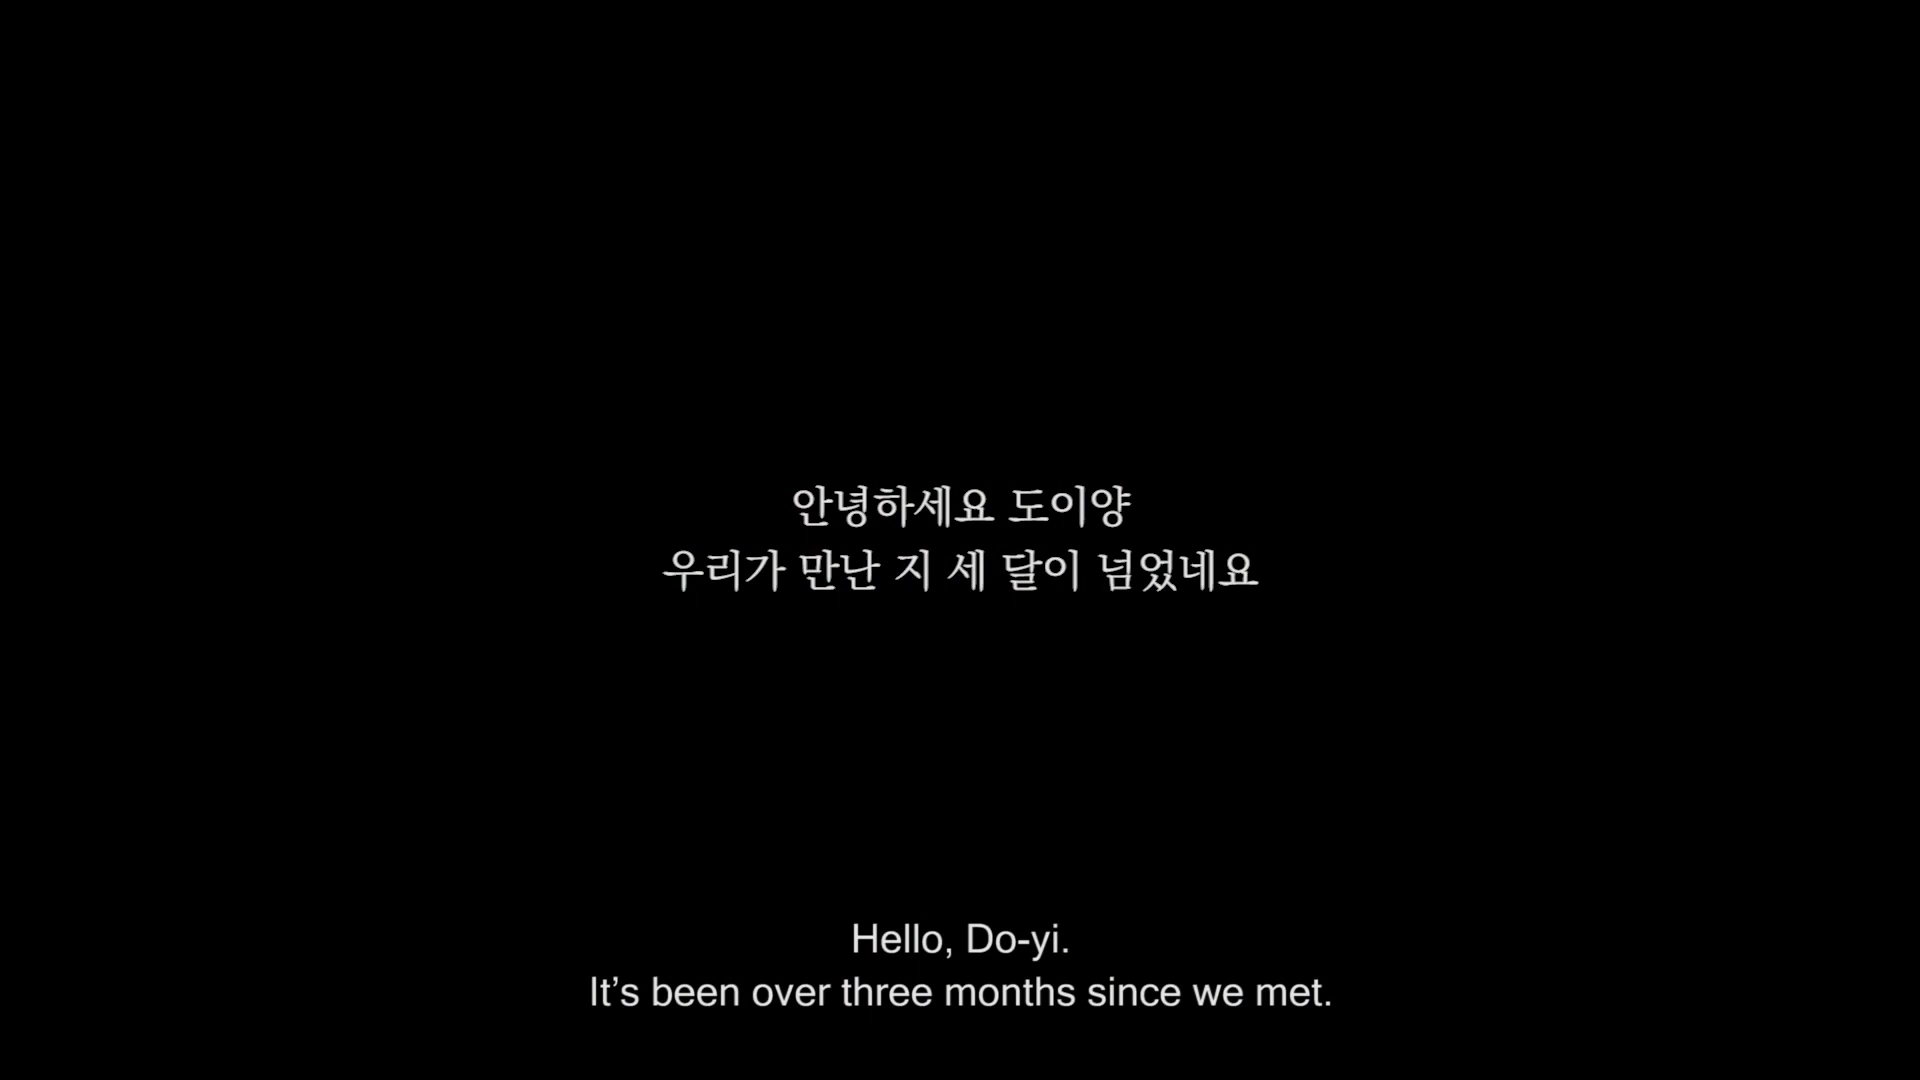 안녕하세요 도이양
우리가 만난 지 세 달이 넘었네요
Hello, Do-yi.
It’s been over three months since we met.